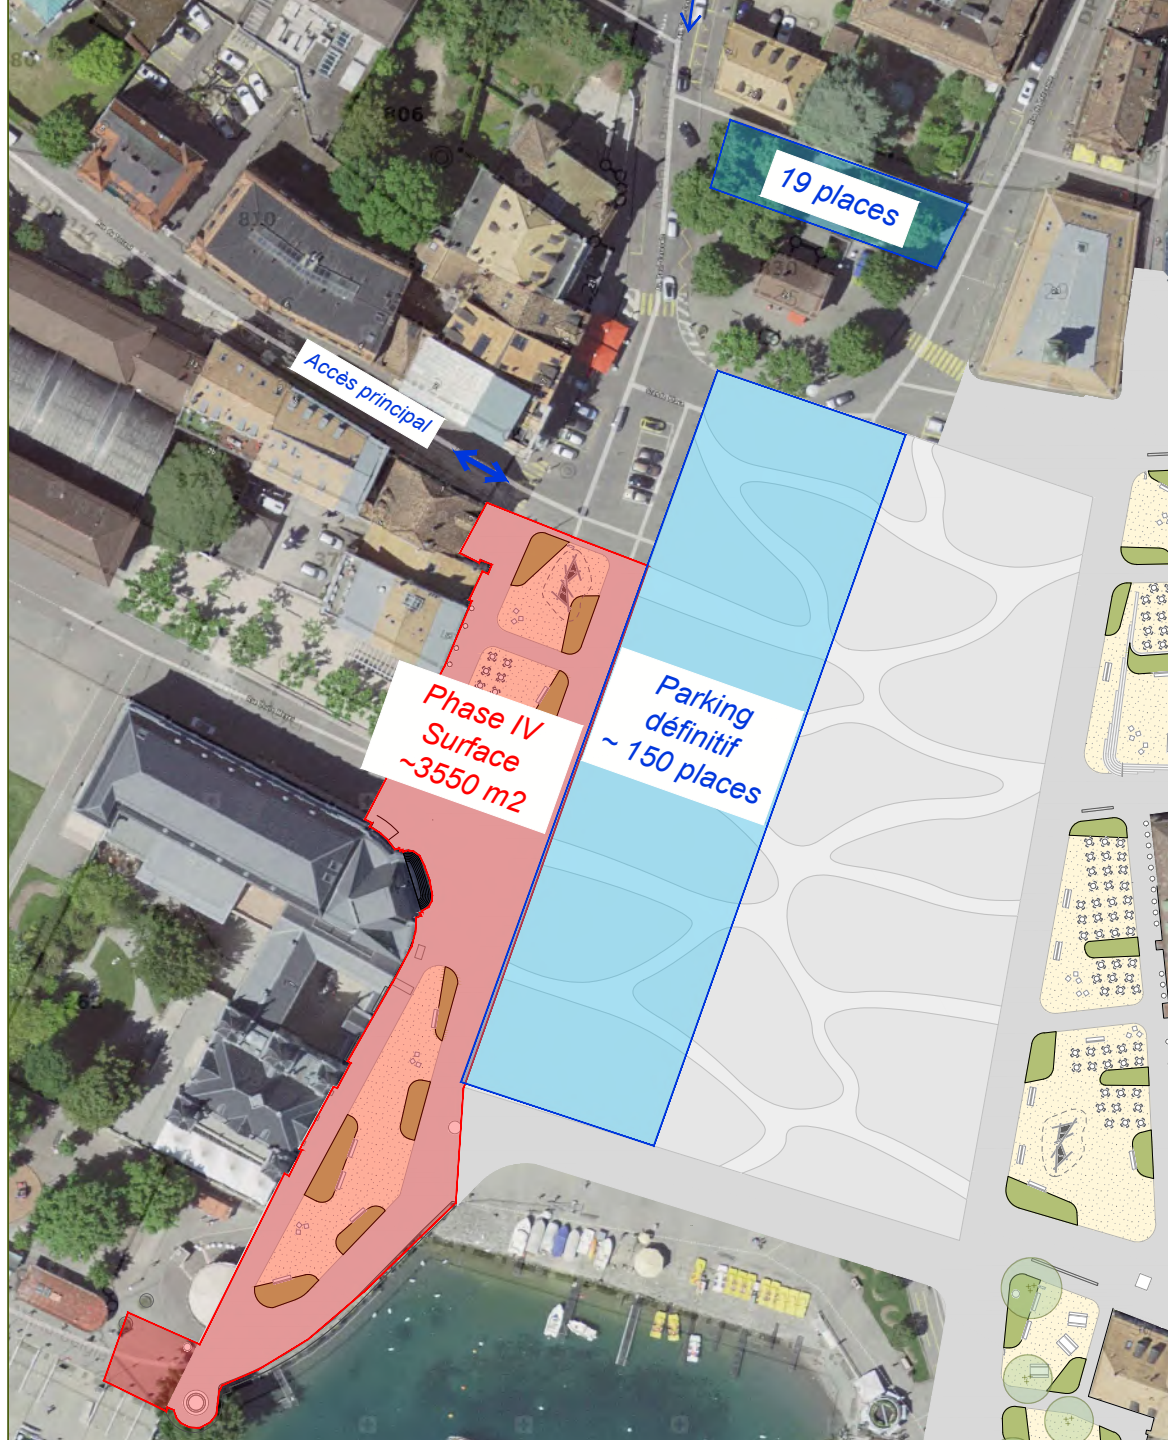 19 places
Accès principal
Phase IV
Surface
~3550 m2
Parking
définitif
~ 150 places